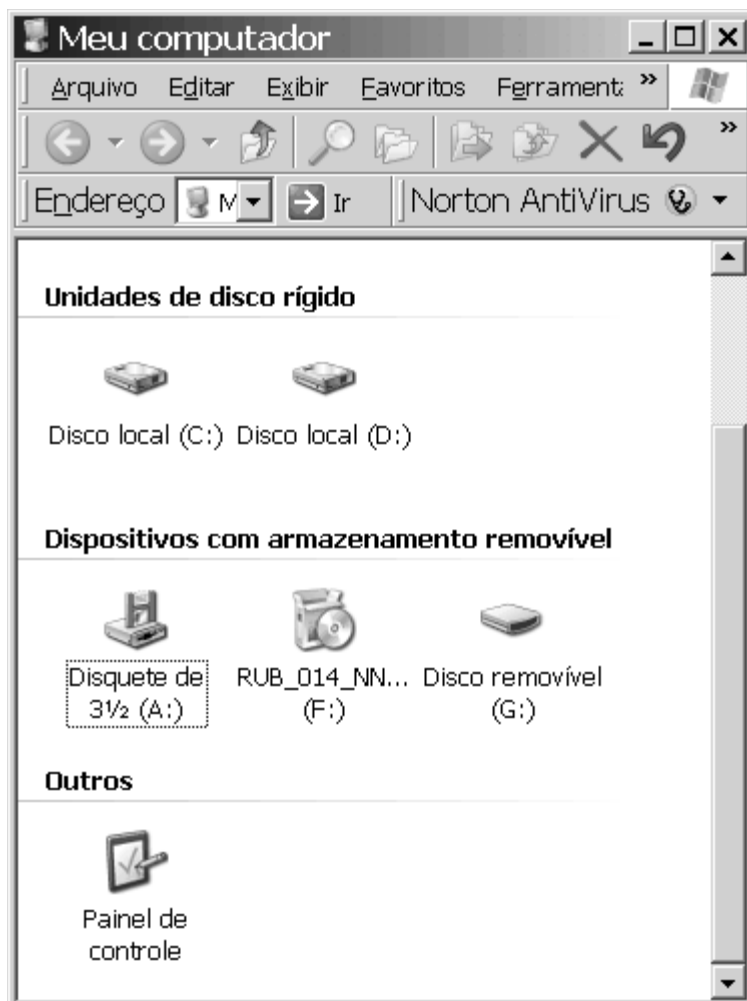 Meu computador
Arquivo Editar Exibir Favoritos Ferramenta »
»
Endereço M Ir Norton AntiVirus
Unidades de disco rígido
Disco local (C:) Disco local (D:)
Dispositivos com armazenamento removível
Disquete de RUB_014_NN... Disco removível
3½ (A:) (F:) (G:)
Outros
Painel de
controle